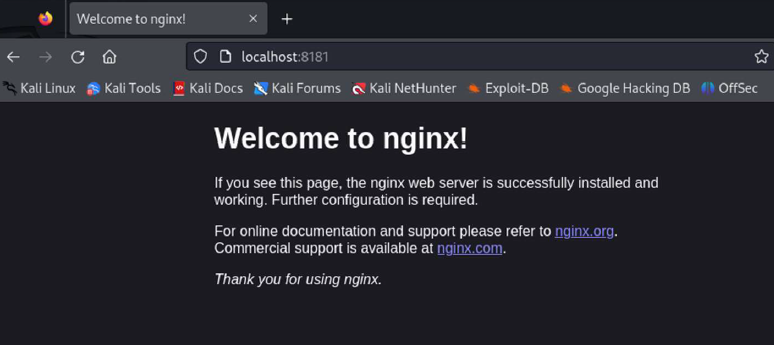 Welcome to nginx!
localhost:8181
Kali Linux Kali Tools Kali Docs Kali Forums Kali NetHunter Exploit-DB Google Hacking DB OffSec
Welcome to nginx!
If you see this page, the nginx web server is successfully installed and
working. Further configuration is required.
For online documentation and support please refer to nginx.org.
Commercial support is available at nginx.com.
Thank you for using nginx.